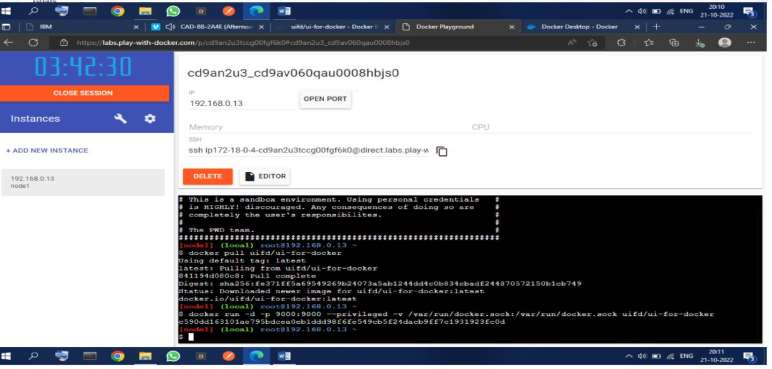 20:10
ENG
21-10-2022
IBM
CAD-BB-2A4E (Afternoo
uifd/ui-for-docker - Docker
Docker Playground
Docker Desktop - Docker
https://labs.play-with-docker.com/p/cd9an2u3tccg00fgf6k0#cd9an2u3_cd9av060qau0008hbjs0
03:42:30
CLOSE SESSION
Instances
+ ADD NEW INSTANCE
192.168.0.13
node1
cd9an2u3_cd9av060qau0008hbjs0
IP
192.168.0.13
OPEN PORT
Memory
CPU
SSH
ssh ip172-18-0-4-cd9an2u3tccg00fgf6k0@direct.labs.play-w
DELETE
EDITOR
# This is a sandbox environment. Using personal credentials #
# is HIGHLY! discouraged. Any consequences of doing so are #
# completely the user's responsibilites. #
# #
# The PWD team. #
###############################################################
[node1] (local) root@192.168.0.13 ~
$ docker pull uifd/ui-for-docker
Using default tag: latest
latest: Pulling from uifd/ui-for-docker
841194d080c8: Pull complete
Digest: sha256:fe371ff5a69549269b24073a5ab1244dd4c0b834cbadf244870572150b1cb749
Status: Downloaded newer image for uifd/ui-for-docker:latest
docker.io/uifd/ui-for-docker:latest
[node1] (local) root@192.168.0.13 ~
$ docker run -d -p 9000:9000 --privileged -v /var/run/docker.sock:/var/run/docker.sock uifd/ui-for-docker
[node1] (local) root@192.168.0.13 ~
$
ENG
20:11
21-10-2022